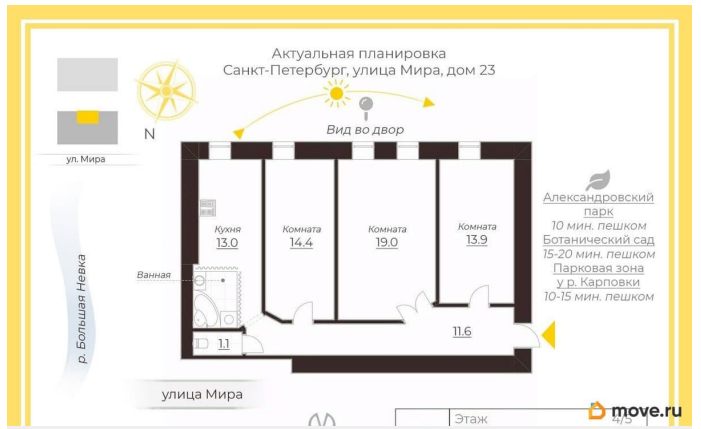 Актуальная планировка
Санкт-Петербург, улица Мира, дом 23
Вид во двор
N
ул. Мира
р. Большая Невка
Кухня
13.0
Комната
14.4
Комната
19.0
Комната
13.9
Ванная
1.1
11.6
Александровский
парк
10 мин. пешком
Ботанический сад
15-20 мин. пешком
Парковая зона
у р. Карповки
10-15 мин. пешком
улица Мира
Этаж 4/5
move.ru